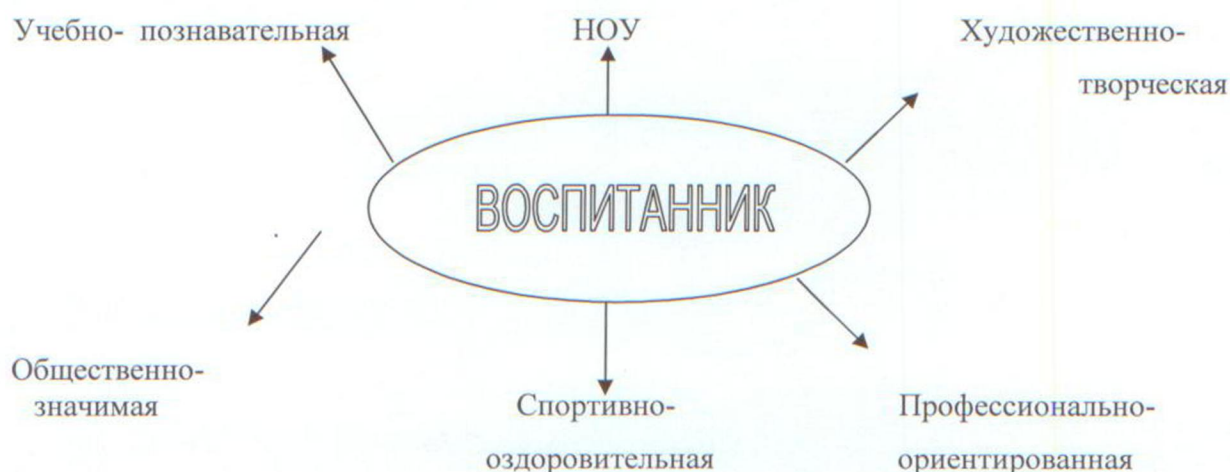 Учебно- познавательная
НОУ
Художественно-
творческая
ВОСПИТАННИК
Общественно-
значимая
Спортивно-
оздоровительная
Профессионально-
ориентированная